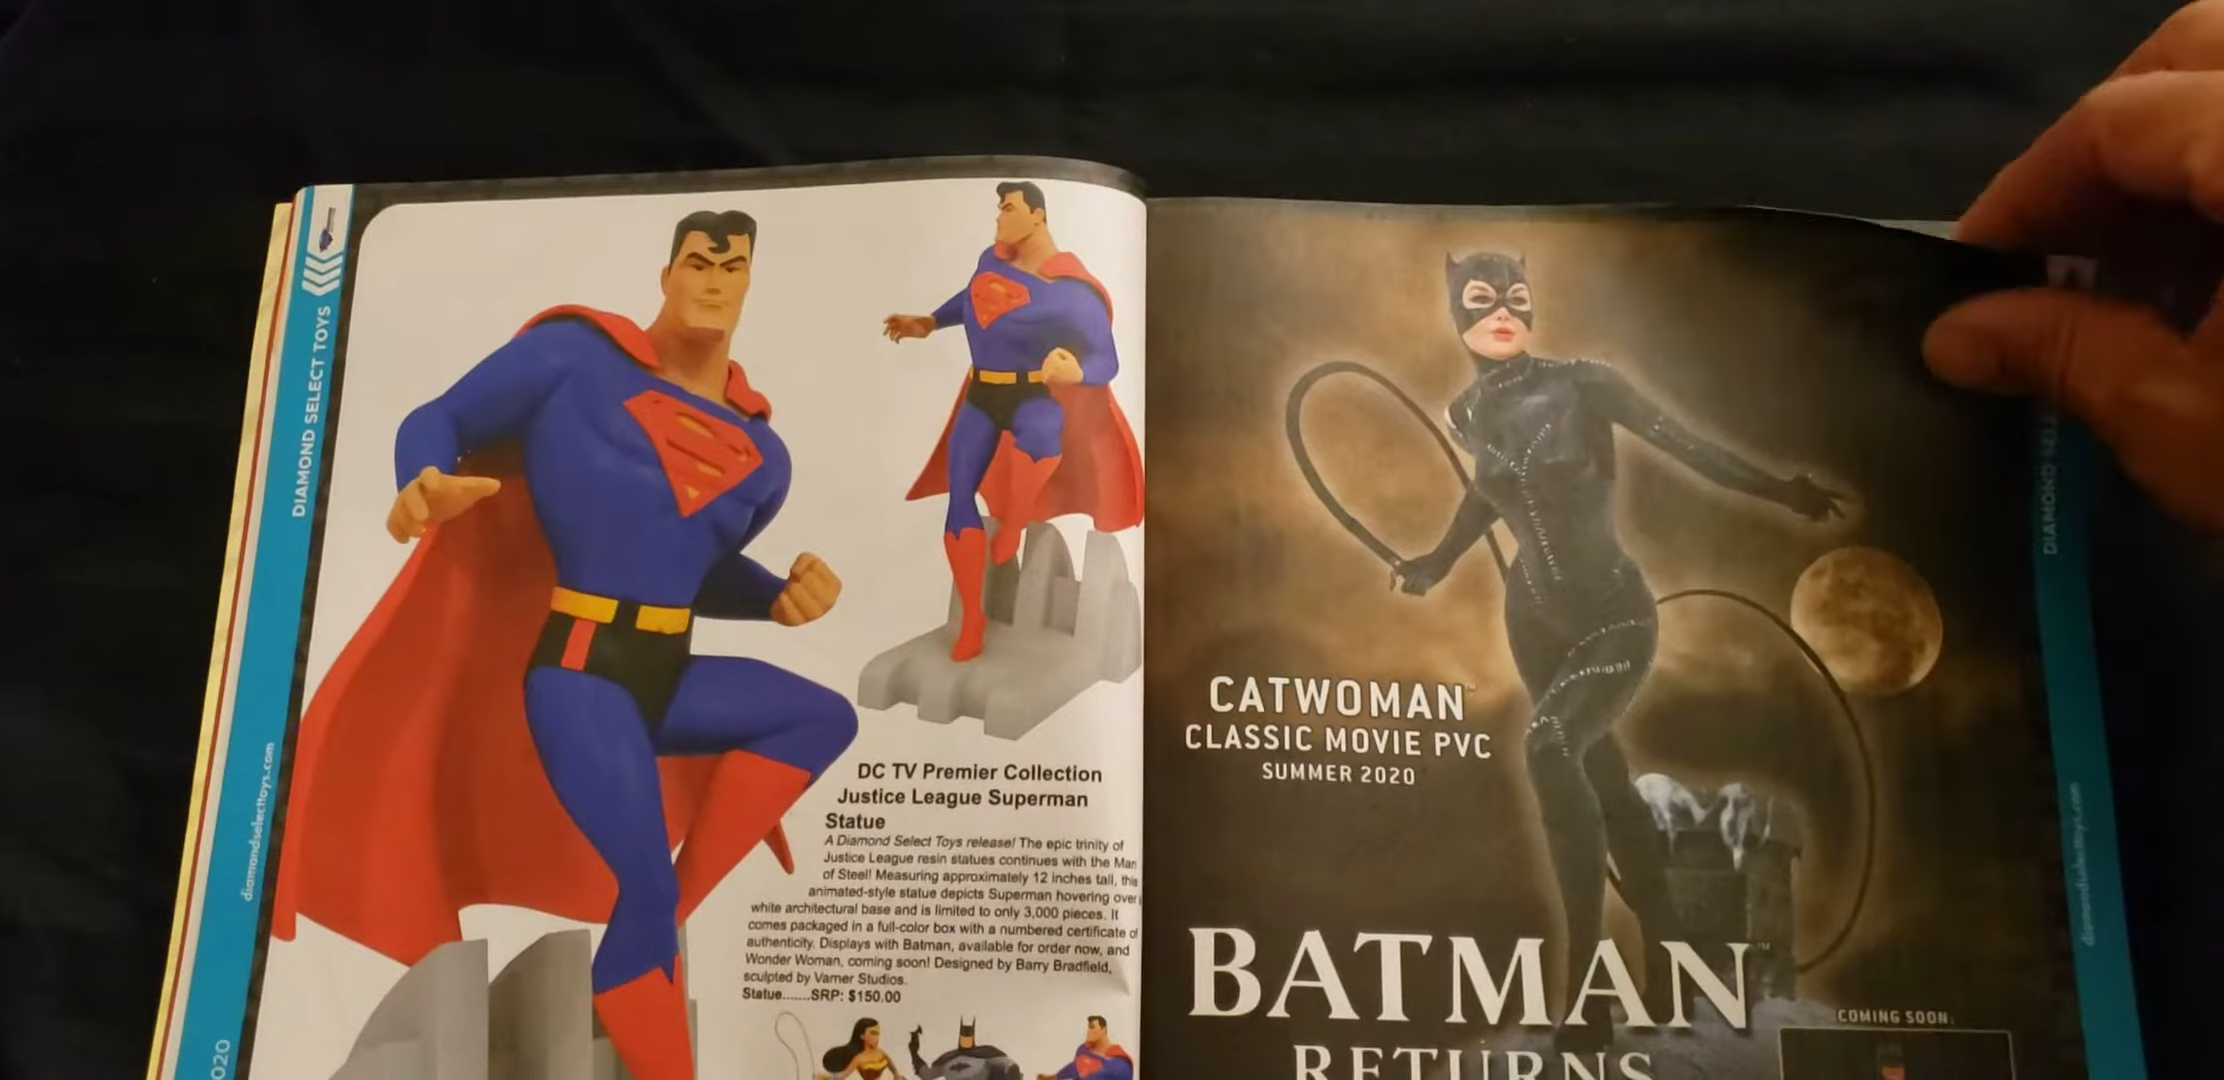 DIAMOND SELECT TOYS
diamondselecttoys.com
020
DC TV Premier Collection
Justice League Superman
Statue
A Diamond Select Toys release! The epic trinity of
Justice League resin statues continues with the Man
of Steel! Measuring approximately 12 inches tall, this
animated-style statue depicts Superman hovering over
white architectural base and is limited to only 3,000 pieces. It
comes packaged in a full-color box with a numbered certificate of
authenticity. Displays with Batman, available for order now, and
Wonder Woman, coming soon! Designed by Barry Bradfield,
sculpted by Varner Studios.
Statue.......SRP: $150.00
CATWOMAN™
CLASSIC MOVIE PVC
SUMMER 2020
BATMAN™
RETURNS
COMING SOON:
DIAMOND SEL
diamondselecttoys.com